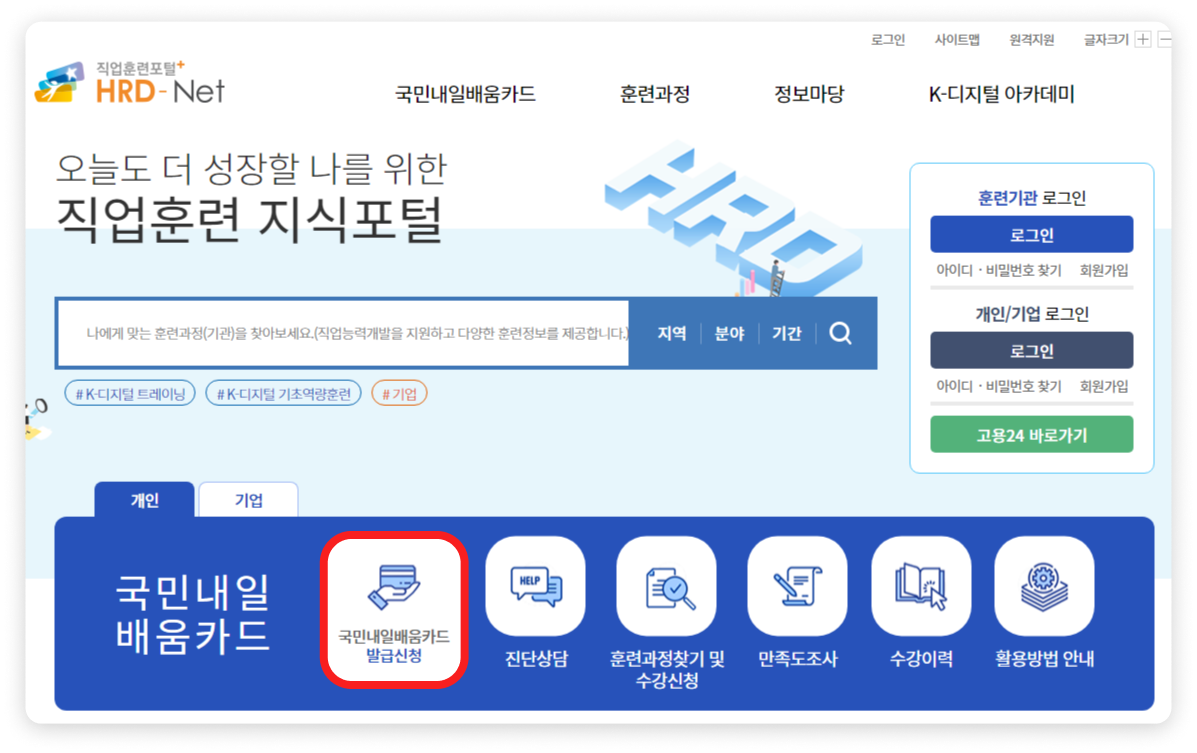 로그인 사이트맵 원격지원 글자크기 + −
직업훈련포털+
HRD-Net
국민내일배움카드 훈련과정 정보마당 K-디지털 아카데미
오늘도 더 성장할 나를 위한
직업훈련 지식포털
HRD
나에게 맞는 훈련과정(기관)을 찾아보세요.(직업능력개발을 지원하고 다양한 훈련정보를 제공합니다.)
지역 분야 기간
# K-디지털 트레이닝 # K-디지털 기초역량훈련 # 기업
훈련기관 로그인
로그인
아이디 · 비밀번호 찾기 회원가입
개인/기업 로그인
로그인
아이디 · 비밀번호 찾기 회원가입
고용24 바로가기
개인 기업
국민내일
배움카드
국민내일배움카드
발급신청
HELP
진단상담
훈련과정찾기 및
수강신청
만족도조사
수강이력
활용방법 안내